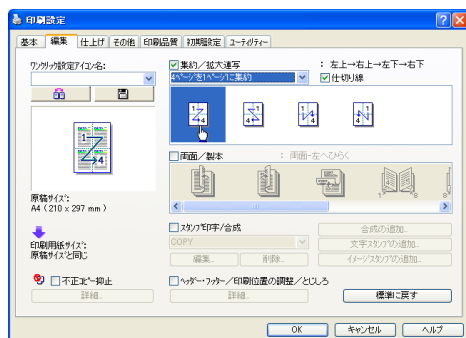 印刷設定
基本 編集 仕上げ その他 印刷品質 初期設定 ユーティリティー
ワンクリック設定アイコン名:
集約/拡大連写 : 左上→右上→左下→右下
4ページを1ページに集約 仕切り線
両面/製本 : 両面-左へひらく
原稿サイズ:
A4 (210 x 297 mm)
スタンプ印字/合成 合成の追加...
COPY 文字スタンプの追加...
印刷用紙サイズ:
原稿サイズと同じ
編集... 削除... イメージスタンプの追加...
不正コピー抑止 ヘッダー・フッター/印刷位置の調整/とじしろ
詳細... 詳細... 標準に戻す
OK キャンセル ヘルプ